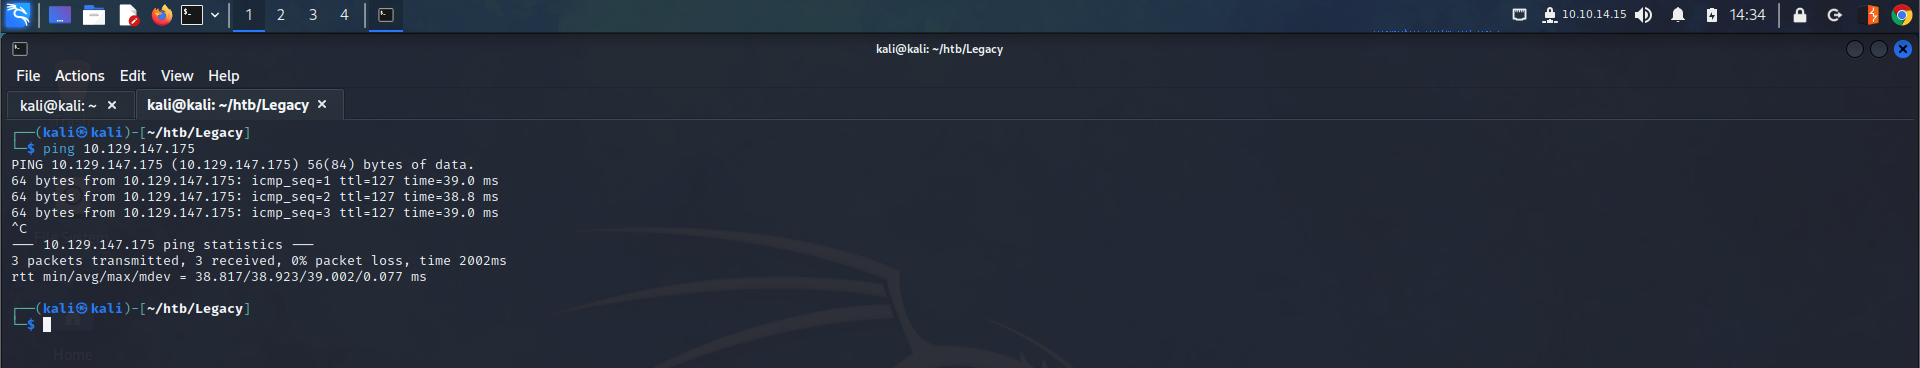 1 2 3 4 10.10.14.15 14:34
kali@kali: ~/htb/Legacy
File Actions Edit View Help
kali@kali: ~ × kali@kali: ~/htb/Legacy ×
┌──(kali㉿kali)-[~/htb/Legacy]
└─$ ping 10.129.147.175
PING 10.129.147.175 (10.129.147.175) 56(84) bytes of data.
64 bytes from 10.129.147.175: icmp_seq=1 ttl=127 time=39.0 ms
64 bytes from 10.129.147.175: icmp_seq=2 ttl=127 time=38.8 ms
64 bytes from 10.129.147.175: icmp_seq=3 ttl=127 time=39.0 ms
^C
--- 10.129.147.175 ping statistics ---
3 packets transmitted, 3 received, 0% packet loss, time 2002ms
rtt min/avg/max/mdev = 38.817/38.923/39.002/0.077 ms
┌──(kali㉿kali)-[~/htb/Legacy]
└─$
Home